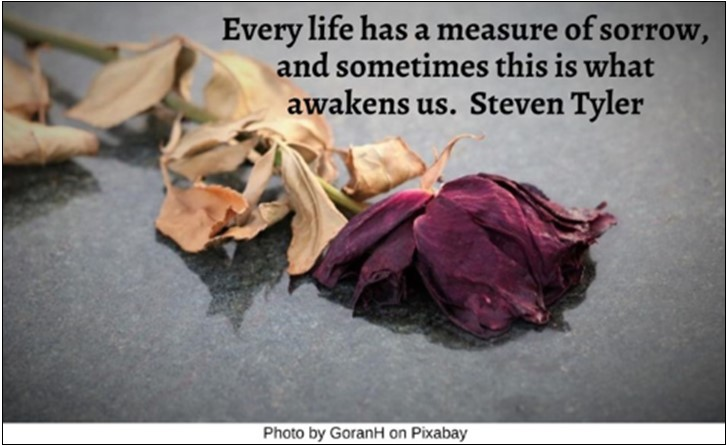 Every life has a measure of sorrow,
and sometimes this is what
awakens us.  Steven Tyler
Photo by GoranH on Pixabay